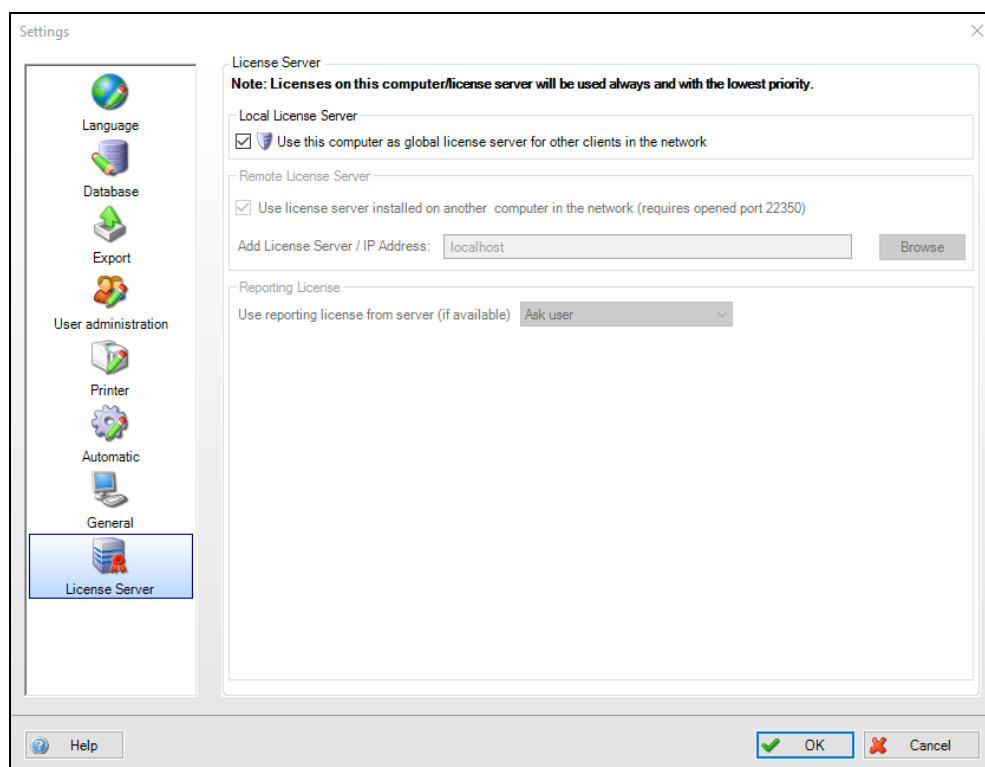 Settings
Language
Database
Export
User administration
Printer
Automatic
General
License Server
License Server
Note: Licenses on this computer/license server will be used always and with the lowest priority.
Local License Server
Use this computer as global license server for other clients in the network
Remote License Server
Use license server installed on another computer in the network (requires opened port 22350)
Add License Server / IP Address: localhost Browse
Reporting License
Use reporting license from server (if available) Ask user
Help OK Cancel